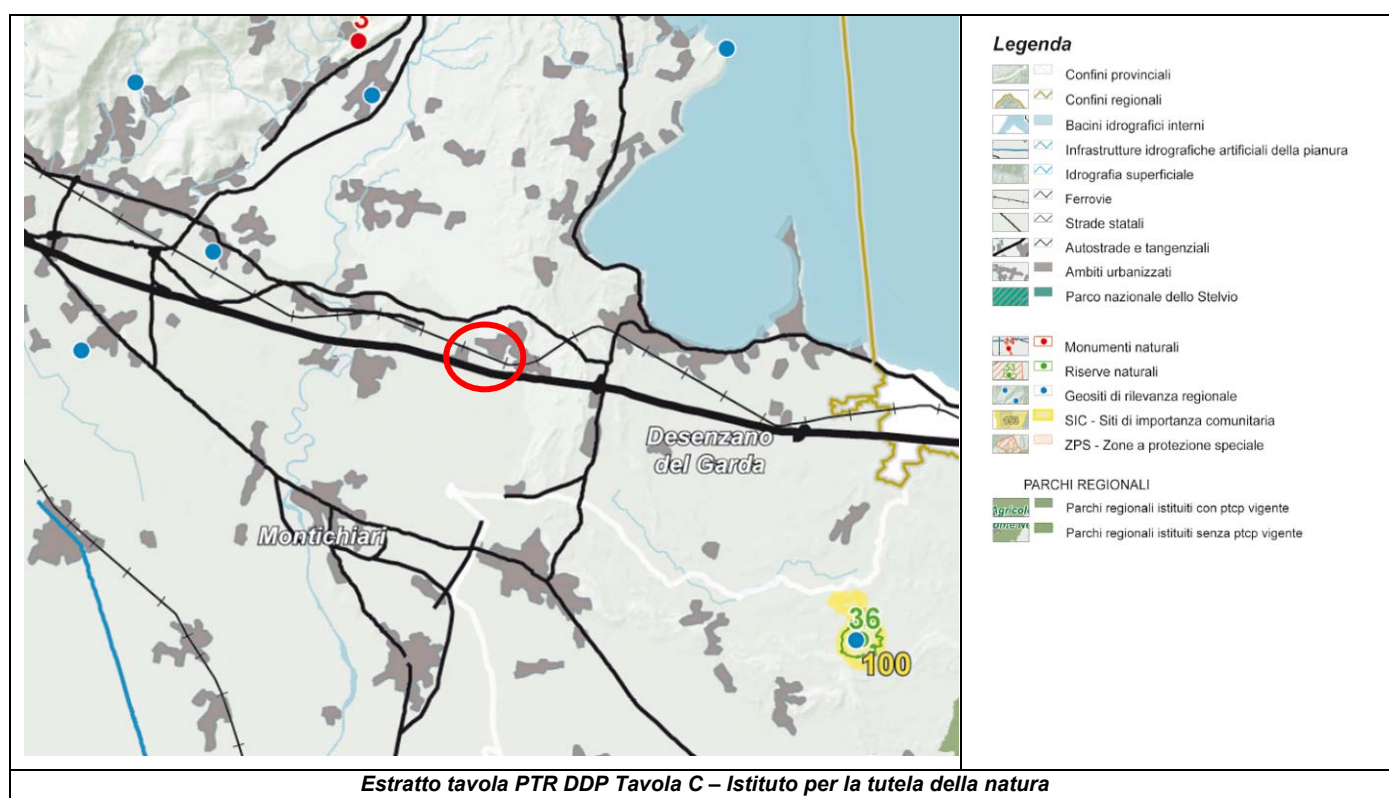 3
Desenzano
del Garda
Montichiari
36
100
Legenda
Confini provinciali
Confini regionali
Bacini idrografici interni
Infrastrutture idrografiche artificiali della pianura
Idrografia superficiale
Ferrovie
Strade statali
Autostrade e tangenziali
Ambiti urbanizzati
Parco nazionale dello Stelvio
Monumenti naturali
Riserve naturali
Geositi di rilevanza regionale
SIC - Siti di importanza comunitaria
ZPS - Zone a protezione speciale
PARCHI REGIONALI
Parchi regionali istituiti con ptcp vigente
Parchi regionali istituiti senza ptcp vigente
Estratto tavola PTR DDP Tavola C – Istituto per la tutela della natura